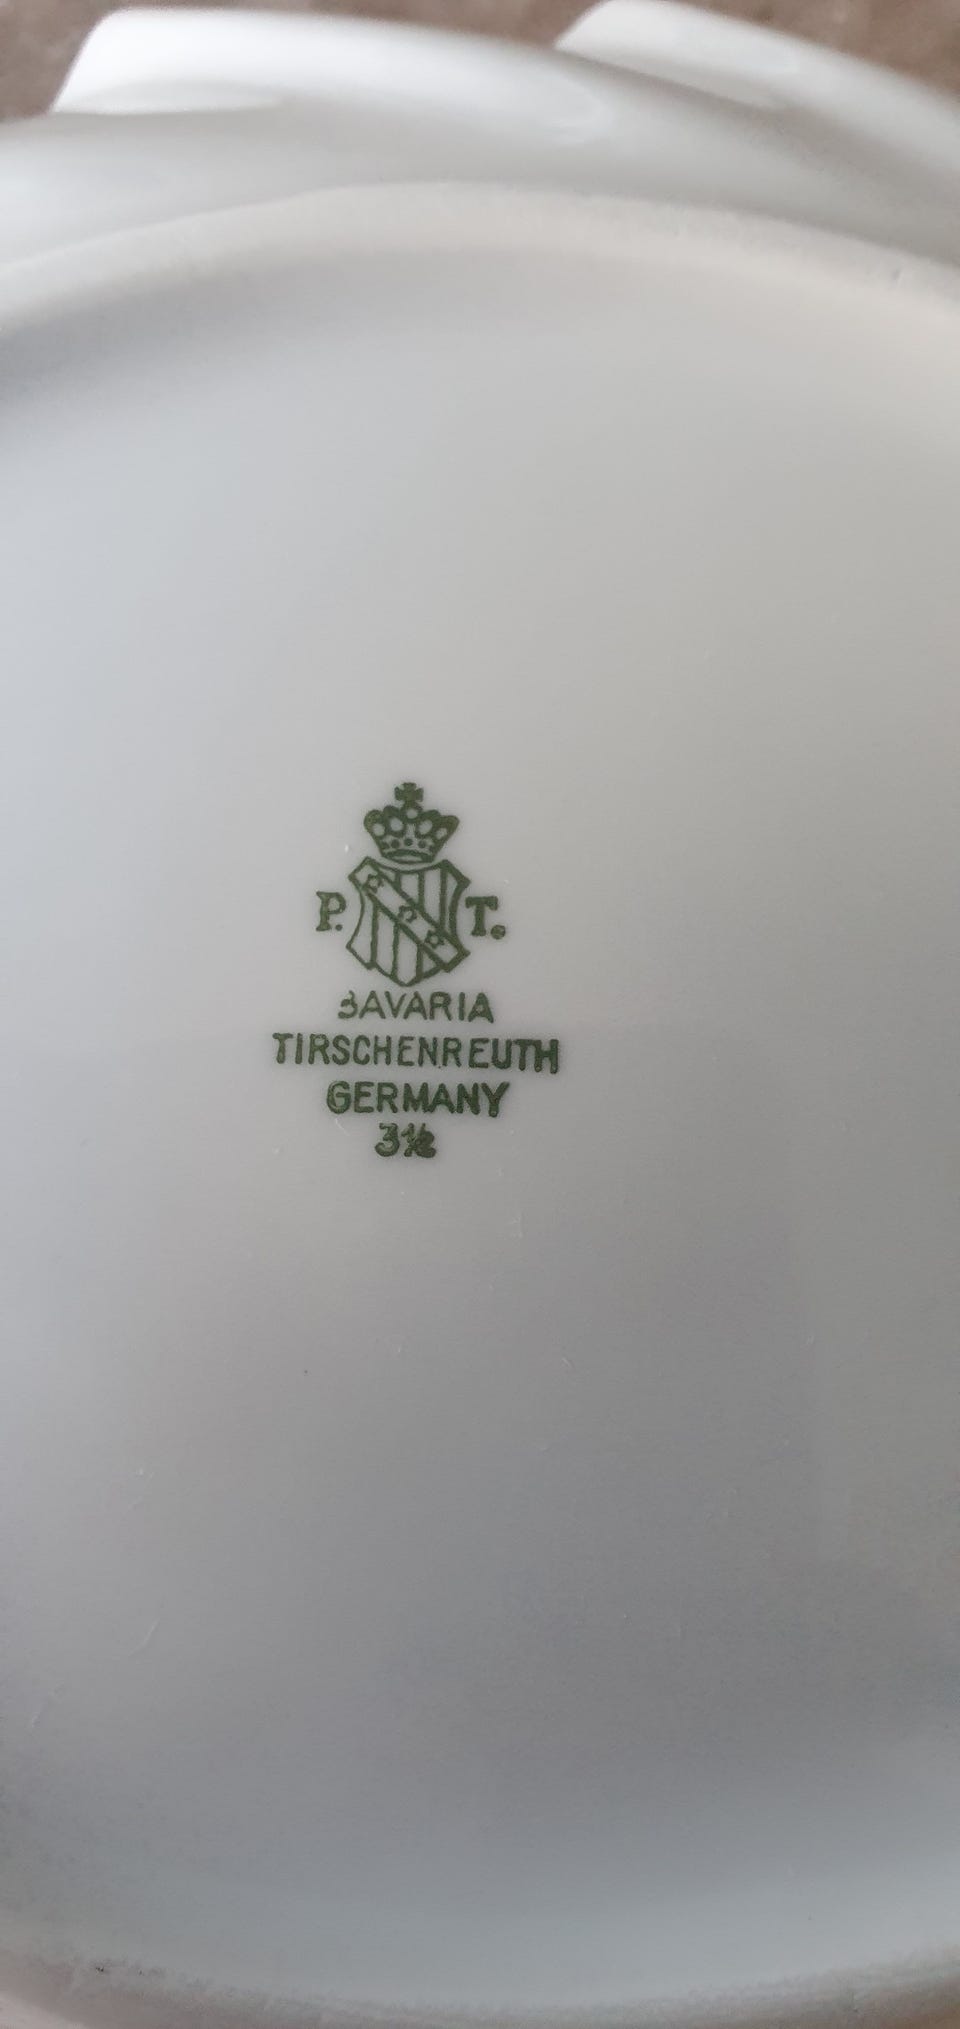 P. T.
BAVARIA
TIRSCHENREUTH
GERMANY
3½